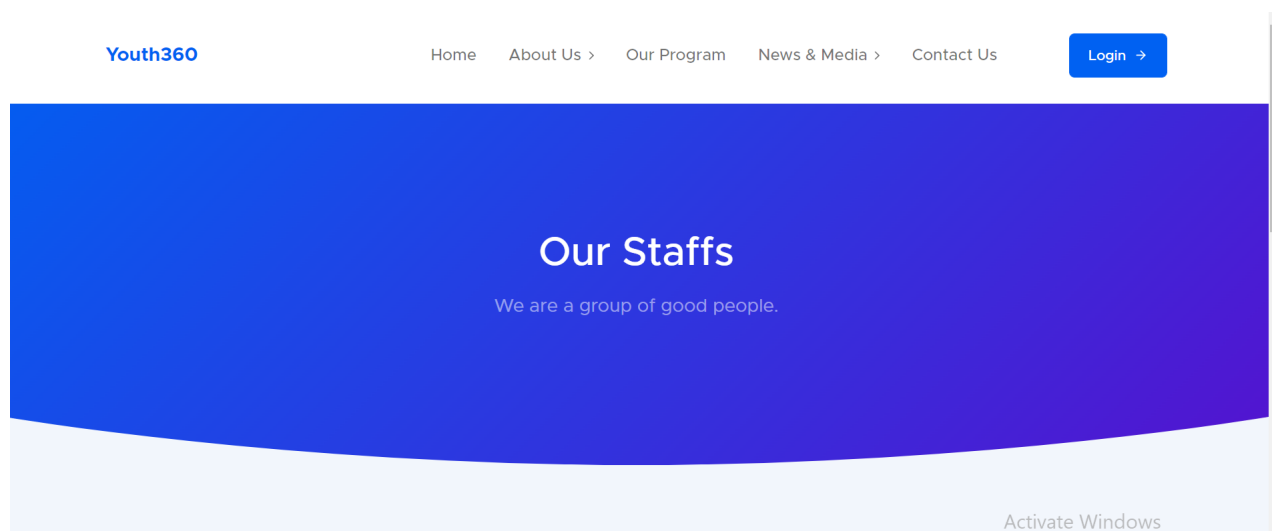 Youth360 Home About Us > Our Program News & Media > Contact Us Login →
Our Staffs
We are a group of good people.
Activate Windows